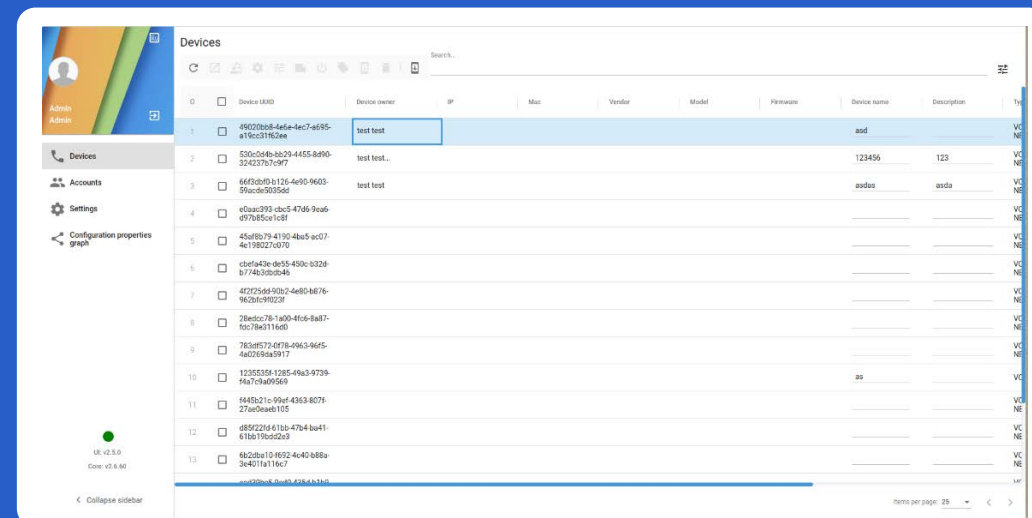 Devices
Search...
Admin
Admin
Devices
Accounts
Settings
Configuration properties
graph
UI: v2.5.0
Core: v2.6.60
Collapse sidebar
0 Device UUID Device owner IP Mac Vendor Model Firmware Device name Description
1 49020bb8-4e6e-4ec7-a695- test test asd
a19cc31f62ee
2 530c0d4b-bb29-4455-8d90- test test... 123456 123
324237b7c9f7
3 66f3dbf0-b126-4e90-9603- test test asdas asda
59acde5035dd
4 e0aac393-cbc5-47d6-9ea6-
d97b85ce1c8f
5 45af8b79-4190-4ba5-ac07-
4e198027c070
6 cbefa43e-de55-450c-b32d-
b774b3dbdb46
7 4f2f25dd-90b2-4e80-b876-
962bfc9f023f
8 28edcc78-1a00-4fc6-8a87-
fdc78e3116d0
9 783df572-0f78-4963-96f5-
4a0269da5917
10 1235535f-1285-49a3-9739- as
f4a7c9a09569
11 f445b21c-99ef-4363-807f-
27ae0eaeb105
12 d85f22fd-61bb-47b4-ba41-
61bb19bdd2e3
13 6b2dba10-f692-4c40-b88a-
3e401fa116c7
Items per page: 25